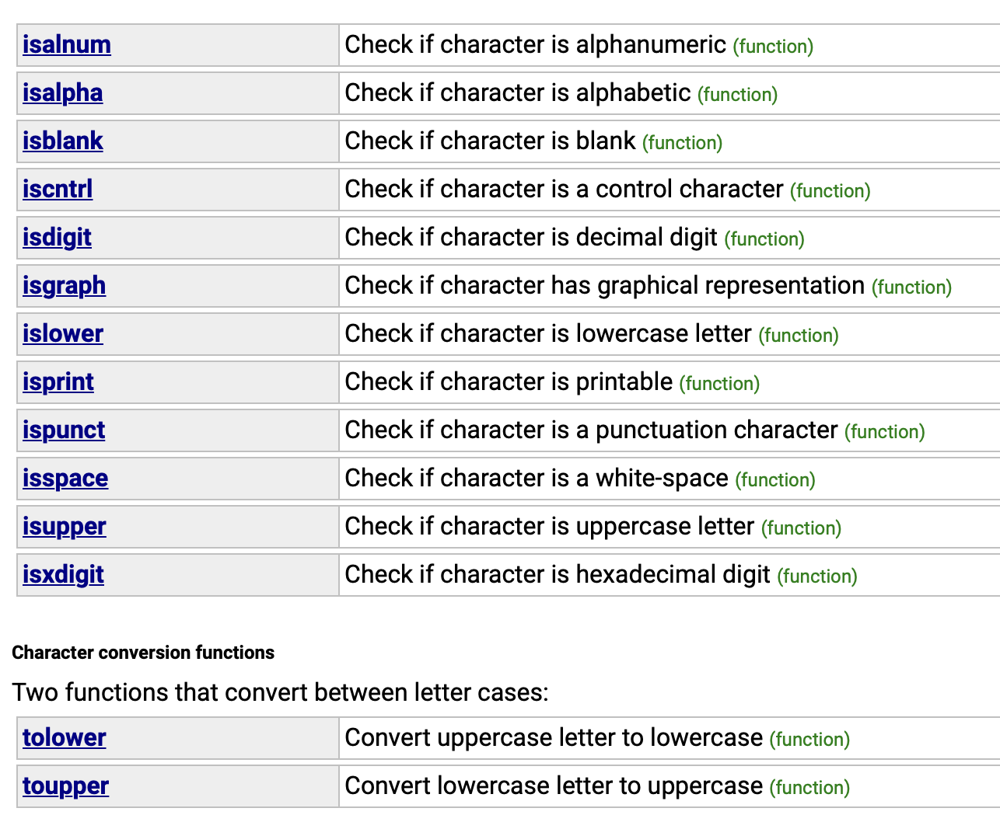 isalnum Check if character is alphanumeric (function)
isalpha Check if character is alphabetic (function)
isblank Check if character is blank (function)
iscntrl Check if character is a control character (function)
isdigit Check if character is decimal digit (function)
isgraph Check if character has graphical representation (function)
islower Check if character is lowercase letter (function)
isprint Check if character is printable (function)
ispunct Check if character is a punctuation character (function)
isspace Check if character is a white-space (function)
isupper Check if character is uppercase letter (function)
isxdigit Check if character is hexadecimal digit (function)
Character conversion functions
Two functions that convert between letter cases:
tolower Convert uppercase letter to lowercase (function)
toupper Convert lowercase letter to uppercase (function)